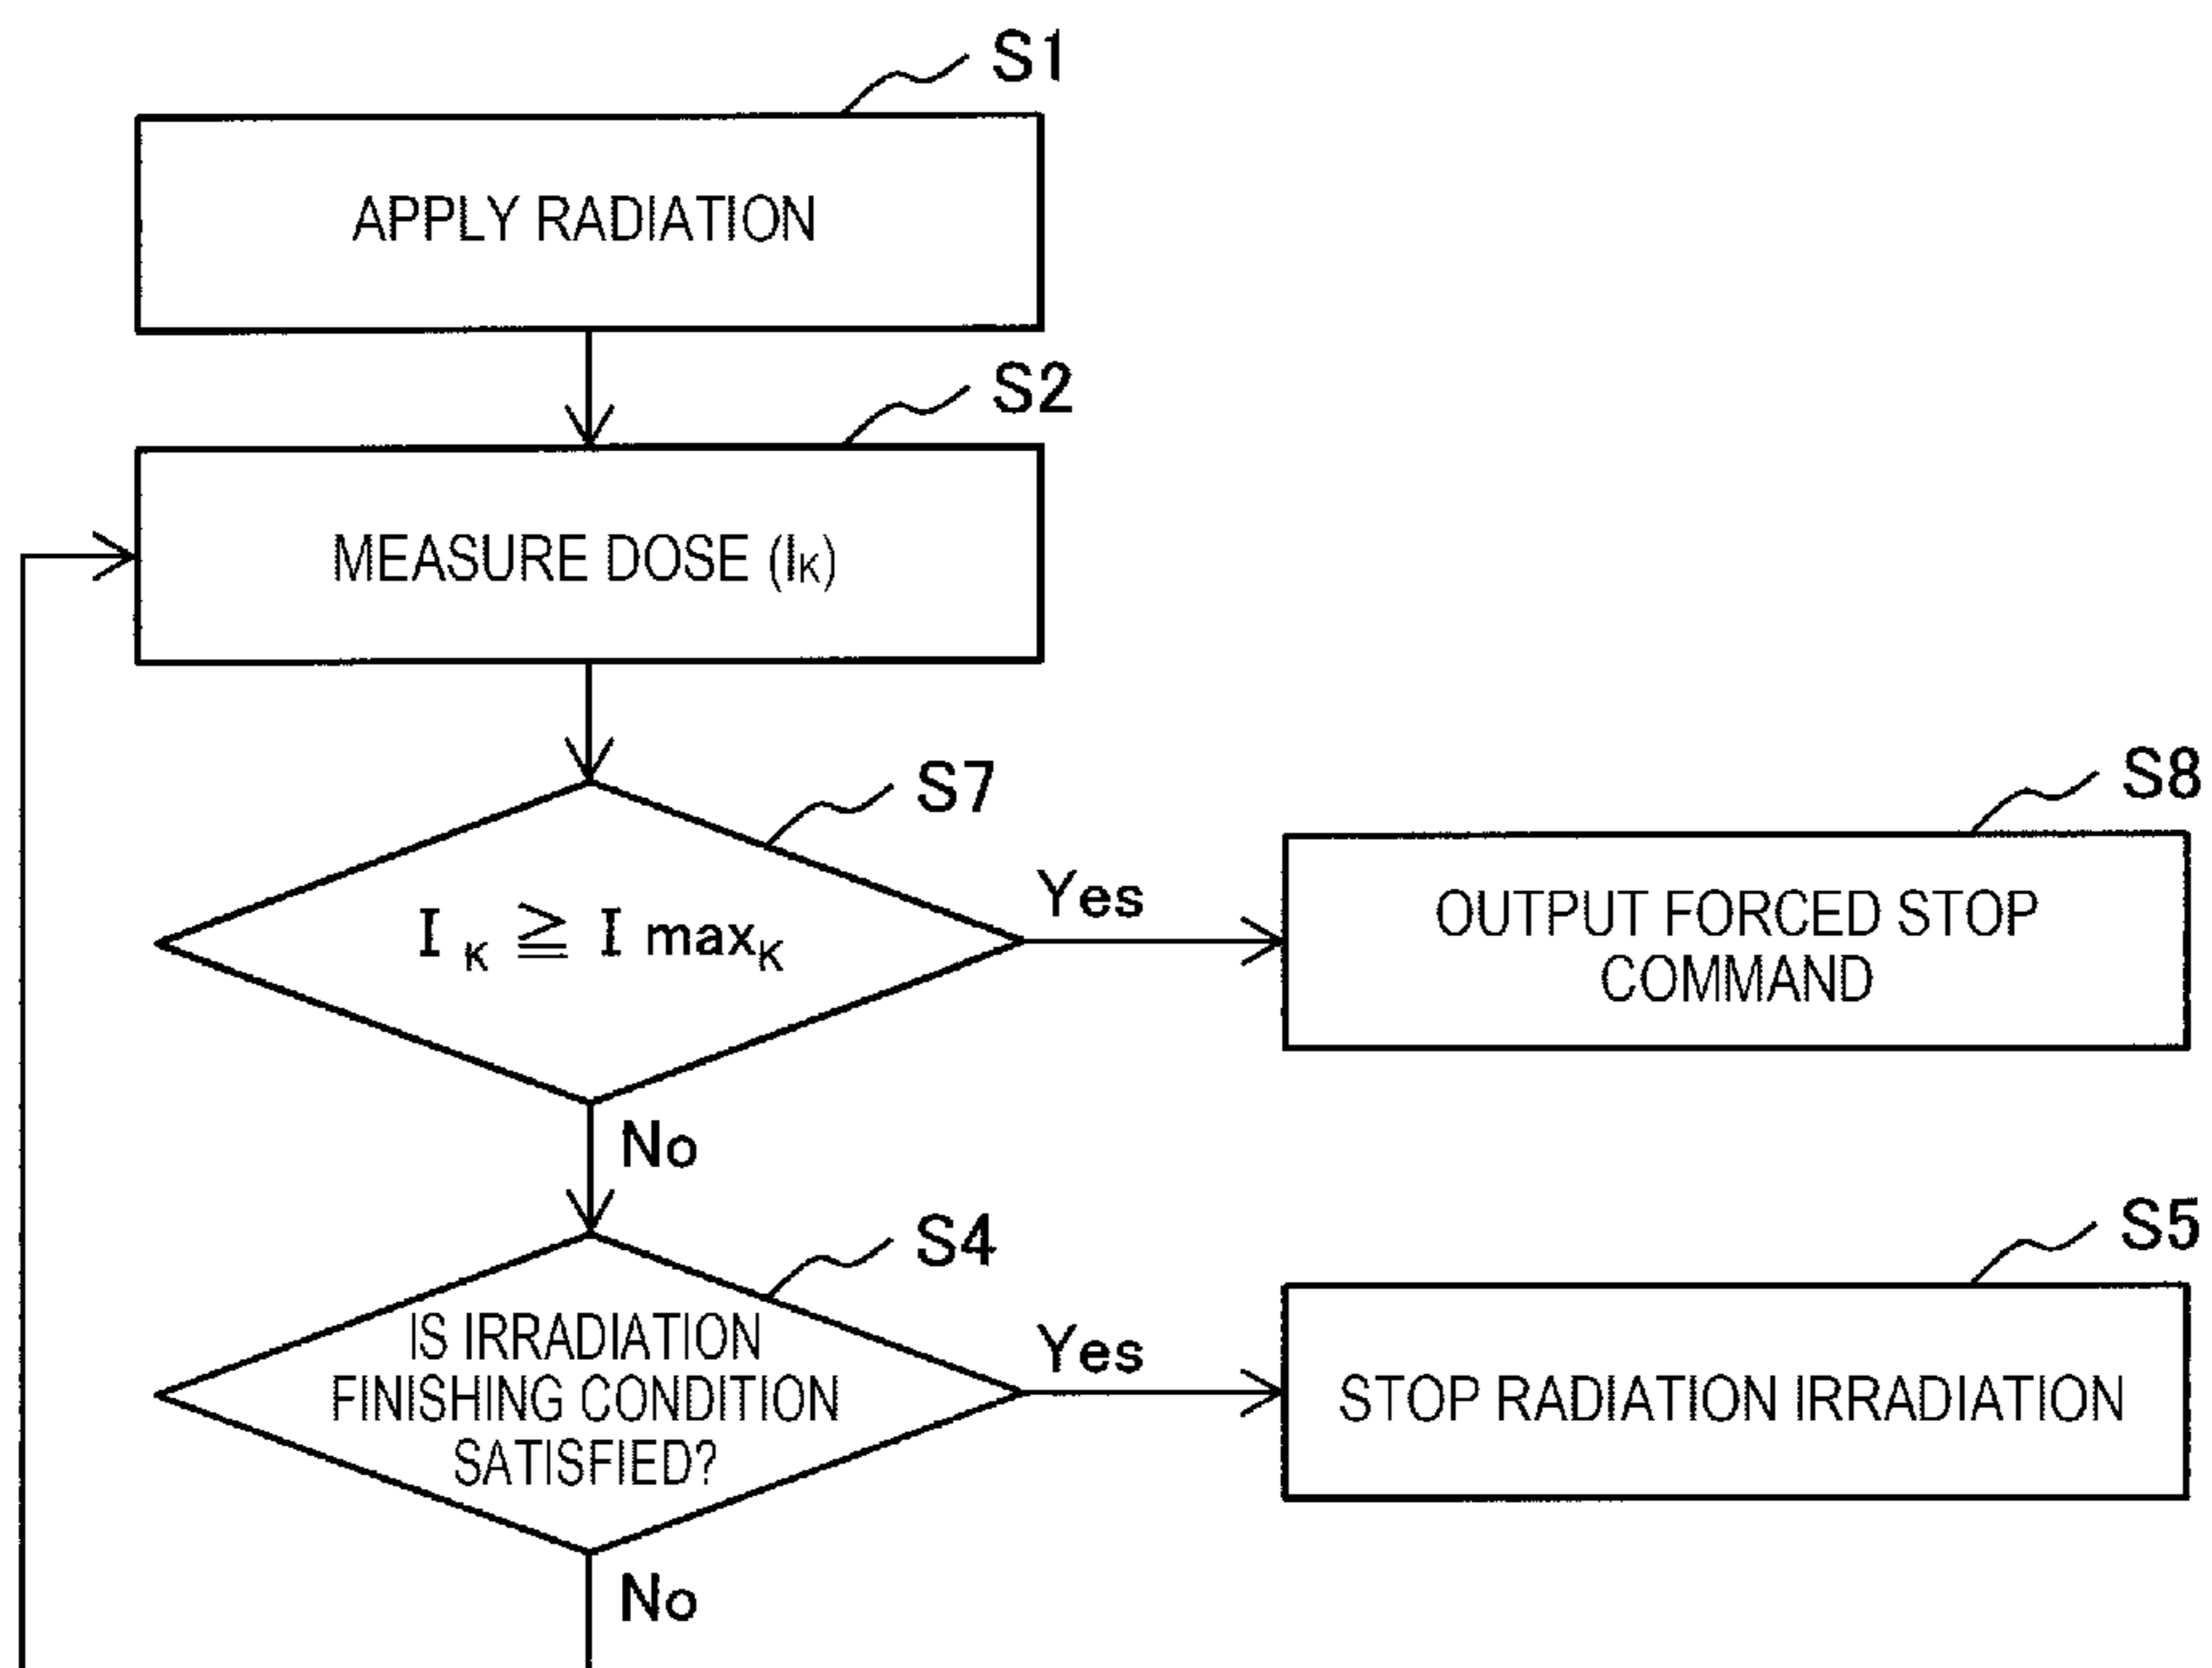 S1
APPLY RADIATION
S2
MEASURE DOSE (IK)
S7
I K ≧ I maxK
Yes
S8
OUTPUT FORCED STOP
COMMAND
No
S4
IS IRRADIATION
FINISHING CONDITION
SATISFIED?
Yes
S5
STOP RADIATION IRRADIATION
No